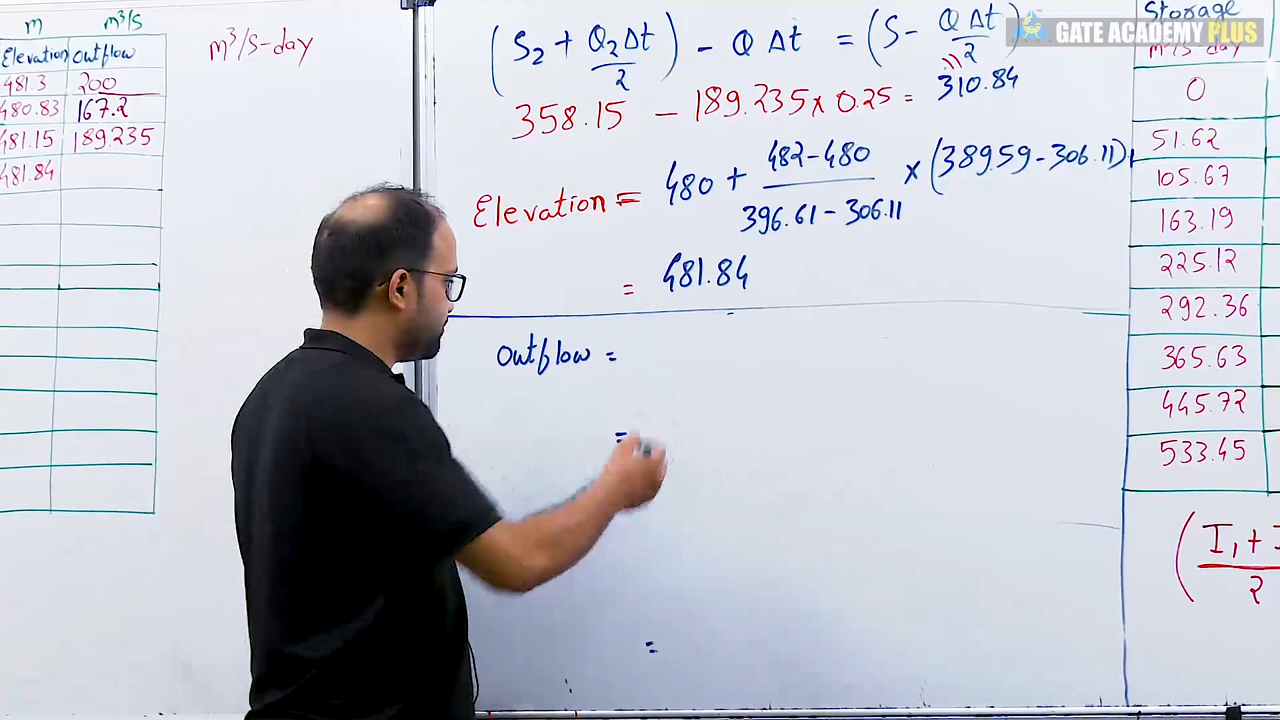 m m³/s
Elevation Outflow
481.3 200
480.83 167.2
481.15 189.235
481.84
m³/s-day
(S₂ + Q₂Δt/2) - Q Δt = (S - QΔt/2)
358.15 - 189.235 x 0.25 = 310.84
Elevation = 480 + (482-480)/(396.61-306.11) x (389.59-306.11)
= 481.84
Outflow =
=
=
Storage
m³/s-day
0
51.62
105.67
163.19
225.12
292.36
365.63
445.72
533.45
(I₁ +
2
GATE ACADEMY PLUS